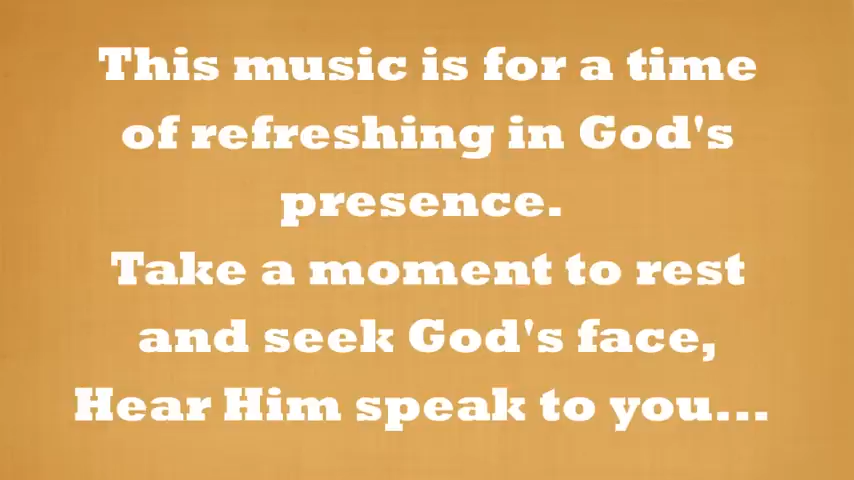 This music is for a time
of refreshing in God's
presence.
Take a moment to rest
and seek God's face,
Hear Him speak to you...